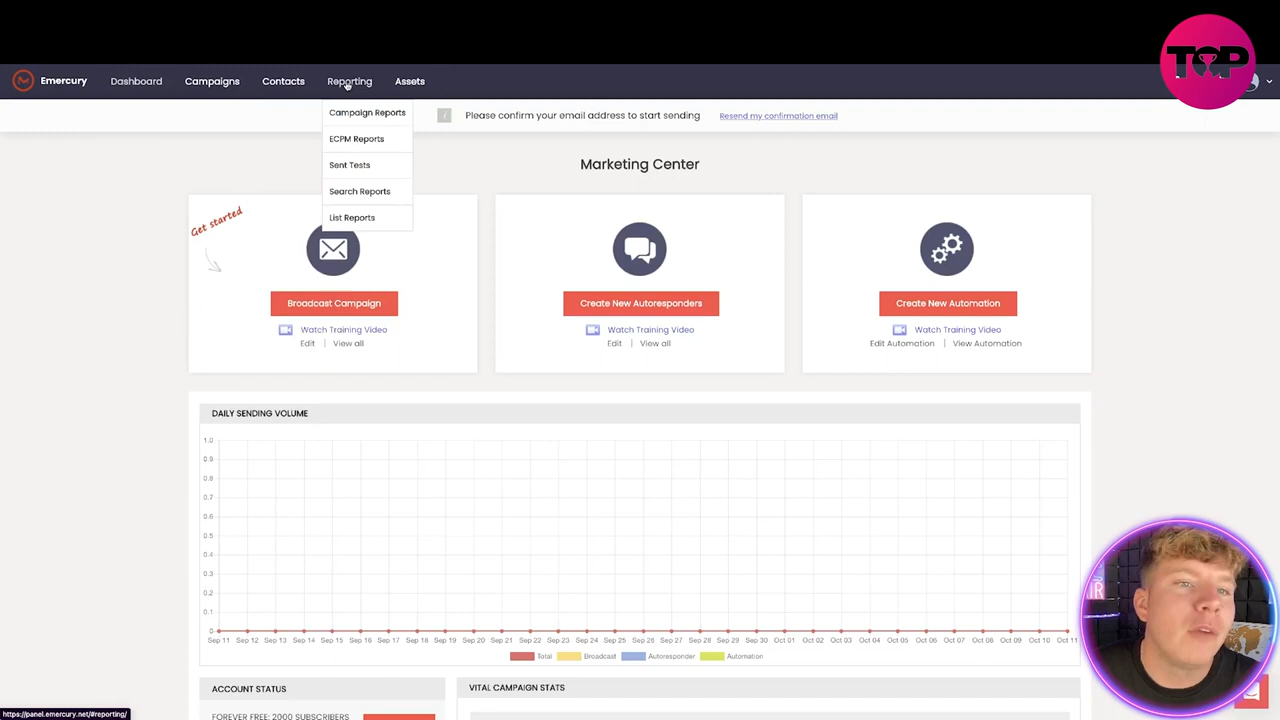 TOP
Emercury
Dashboard
Campaigns
Contacts
Reporting
Assets
Campaign Reports
ECPM Reports
Sent Tests
Search Reports
List Reports
i
Please confirm your email address to start sending
Resend my confirmation email
Marketing Center
Get started
Broadcast Campaign
Watch Training Video
Edit | View all
Create New Autoresponders
Watch Training Video
Edit | View all
Create New Automation
Watch Training Video
Edit Automation | View Automation
DAILY SENDING VOLUME
1.0
0.9
0.8
0.7
0.6
0.5
0.4
0.3
0.2
0.1
0
Sep 11 Sep 12 Sep 13 Sep 14 Sep 15 Sep 16 Sep 17 Sep 18 Sep 19 Sep 20 Sep 21 Sep 22 Sep 23 Sep 24 Sep 25 Sep 26 Sep 27 Sep 28 Sep 29 Sep 30 Oct 01 Oct 02 Oct 03 Oct 04 Oct 05 Oct 06 Oct 07 Oct 08 Oct 09 Oct 10 Oct 11
Total Broadcast Autoresponder Automation
ACCOUNT STATUS
VITAL CAMPAIGN STATS
FOREVER FREE: 2000 SUBSCRIBERS
https://panel.emercury.net/#reporting/